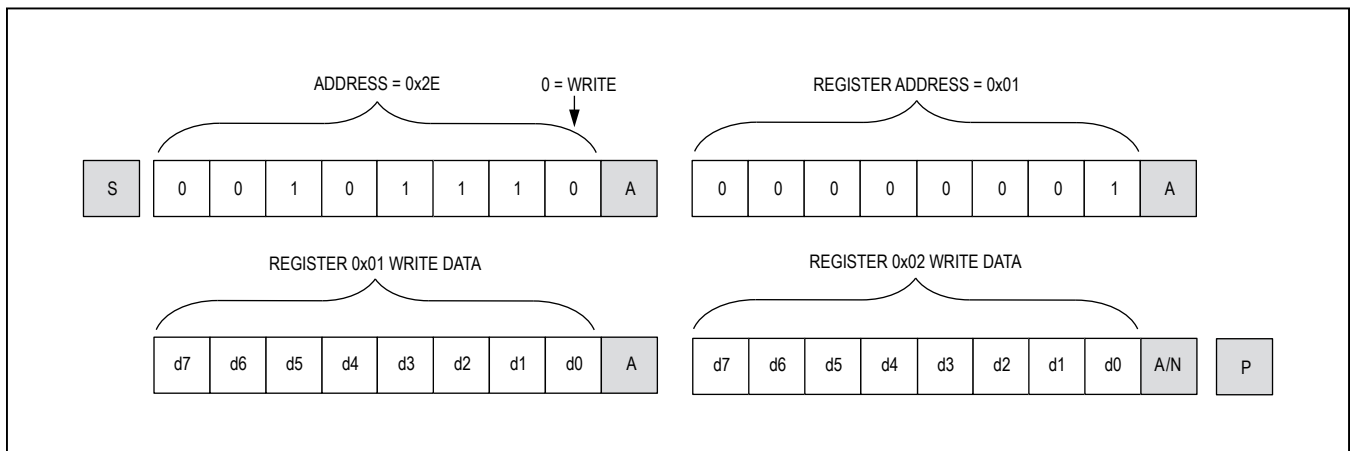 ADDRESS = 0x2E 0 = WRITE REGISTER ADDRESS = 0x01
S 0 0 1 0 1 1 1 0 A 0 0 0 0 0 0 0 1 A
REGISTER 0x01 WRITE DATA REGISTER 0x02 WRITE DATA
d7 d6 d5 d4 d3 d2 d1 d0 A d7 d6 d5 d4 d3 d2 d1 d0 A/N P